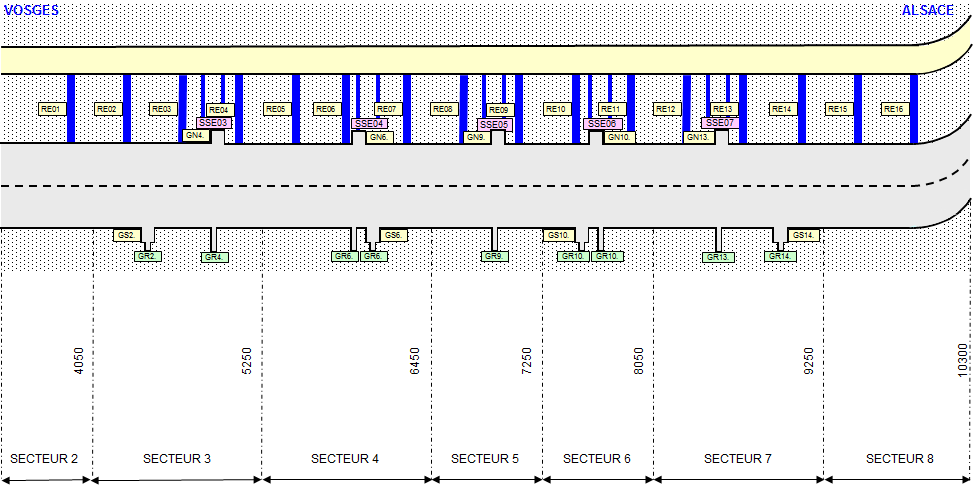 VOSGES ALSACE
RE01 RE02 RE03 RE04 RE05 RE06 RE07 RE08 RE09 RE10 RE11 RE12 RE13 RE14 RE15 RE16
SSE03 SSE04 SSE05 SSE06 SSE07
GN4. GN6. GN9. GN10. GN13.
GS2. GS6. GS10. GS14.
GR2. GR4. GR6. GR6. GR9. GR10. GR10. GR13. GR14.
4050 5250 6450 7250 8050 9250 10300
SECTEUR 2 SECTEUR 3 SECTEUR 4 SECTEUR 5 SECTEUR 6 SECTEUR 7 SECTEUR 8